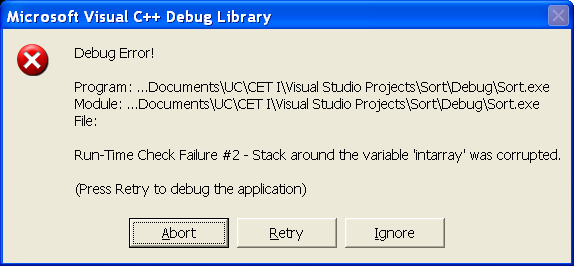 Microsoft Visual C++ Debug Library
Debug Error!
Program: ...Documents\UC\CET I\Visual Studio Projects\Sort\Debug\Sort.exe
Module: ...Documents\UC\CET I\Visual Studio Projects\Sort\Debug\Sort.exe
File:
Run-Time Check Failure #2 - Stack around the variable 'intarray' was corrupted.
(Press Retry to debug the application)
Abort Retry Ignore